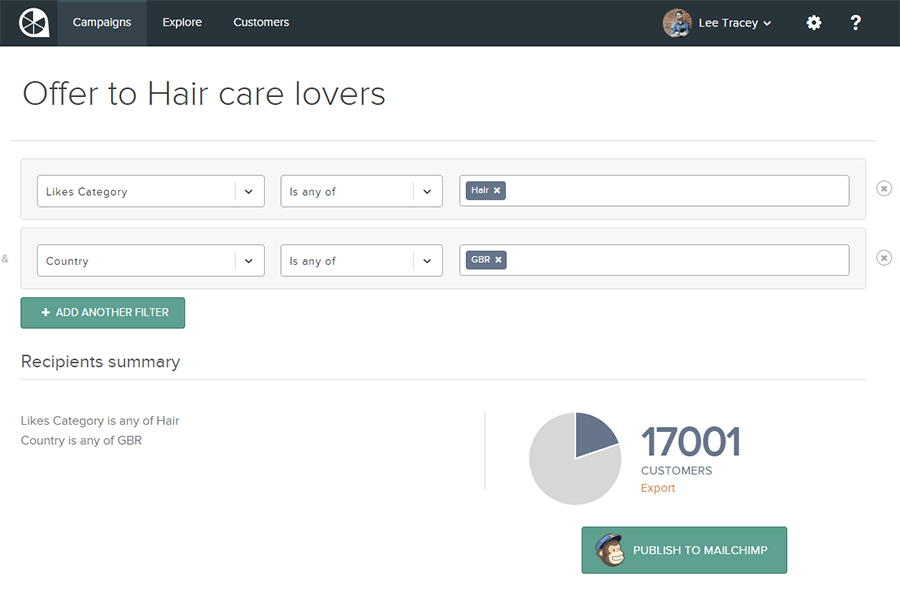 Campaigns Explore Customers Lee Tracey ?
Offer to Hair care lovers
Likes Category Is any of Hair ×
& Country Is any of GBR ×
+ ADD ANOTHER FILTER
Recipients summary
Likes Category is any of Hair
Country is any of GBR
17001
CUSTOMERS
Export
PUBLISH TO MAILCHIMP